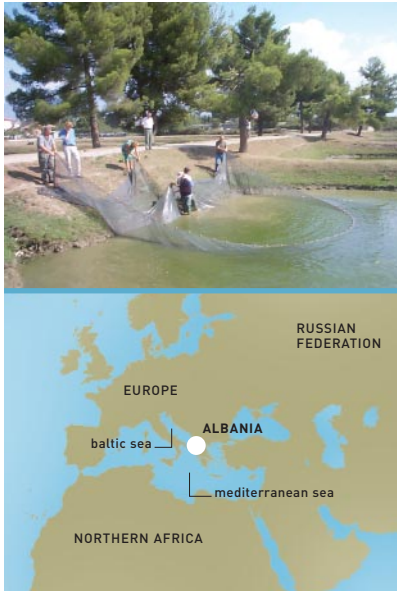 RUSSIAN
FEDERATION
EUROPE
ALBANIA
baltic sea
mediterranean sea
NORTHERN AFRICA